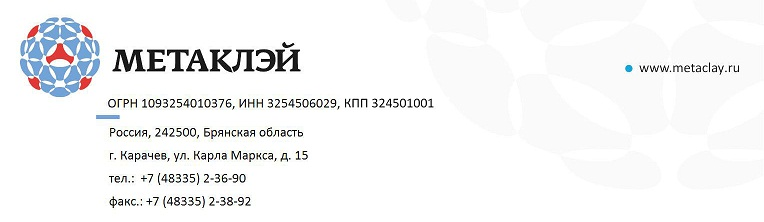 МЕТАКЛЭЙ
www.metaclay.ru
ОГРН 1093254010376, ИНН 3254506029, КПП 324501001
Россия, 242500, Брянская область
г. Карачев, ул. Карла Маркса, д. 15
тел.: +7 (48335) 2-36-90
факс.: +7 (48335) 2-38-92